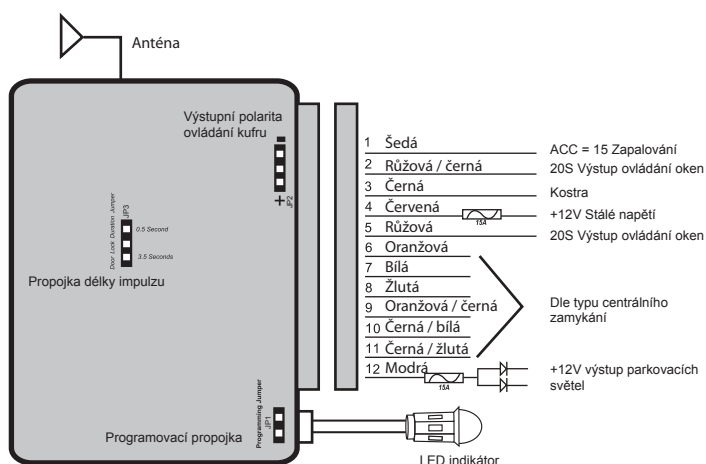 Anténa
Výstupní polarita
ovládání kufru
JP2
Door Lock Duration Jumper
JP3
0.5 Second
3.5 Seconds
Propojka délky impulzu
Programming Jumper
JP1
Programovací propojka
1 Šedá
ACC = 15 Zapalování
2 Růžová / černá
20S Výstup ovládání oken
3 Černá
Kostra
4 Červená
15A
+12V Stálé napětí
5 Růžová
20S Výstup ovládání oken
6 Oranžová
7 Bílá
8 Žlutá
9 Oranžová / černá
10 Černá / bílá
11 Černá / žlutá
Dle typu centrálního
zamykání
12 Modrá
15A
+12V výstup parkovacích
světel
LED indikátor